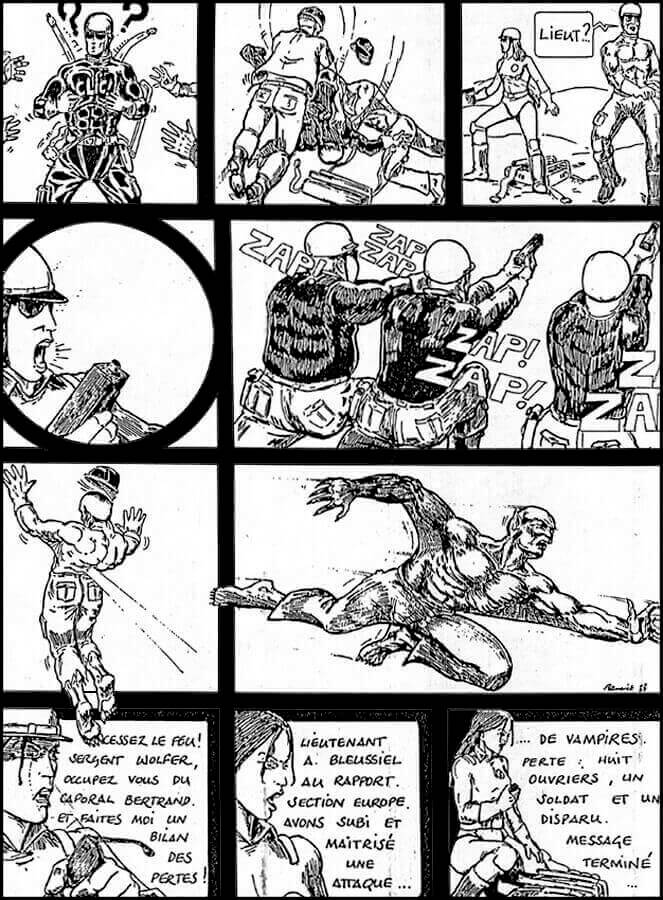 ? ?
LIEUT?
ZAP!
ZAP
ZAP
ZAP!
ZAP!
ZA
ZAP
Benoit
CESSEZ LE FEU!
SERGENT WOLFER,
OCCUPEZ VOUS DU
CAPORAL BERTRAND.
ET FAITES MOI UN
BILAN
DES
PERTES!
LIEUTENANT
A. BLEUSSIEL
AU RAPPORT.
SECTION EUROPE.
AVONS SUBI ET
MAITRISÉ
UNE
ATTAQUE ...
... DE VAMPIRES.
PERTE : HUIT
OUVRIERS, UN
SOLDAT ET UN
DISPARU.
MESSAGE
TERMINÉ
...